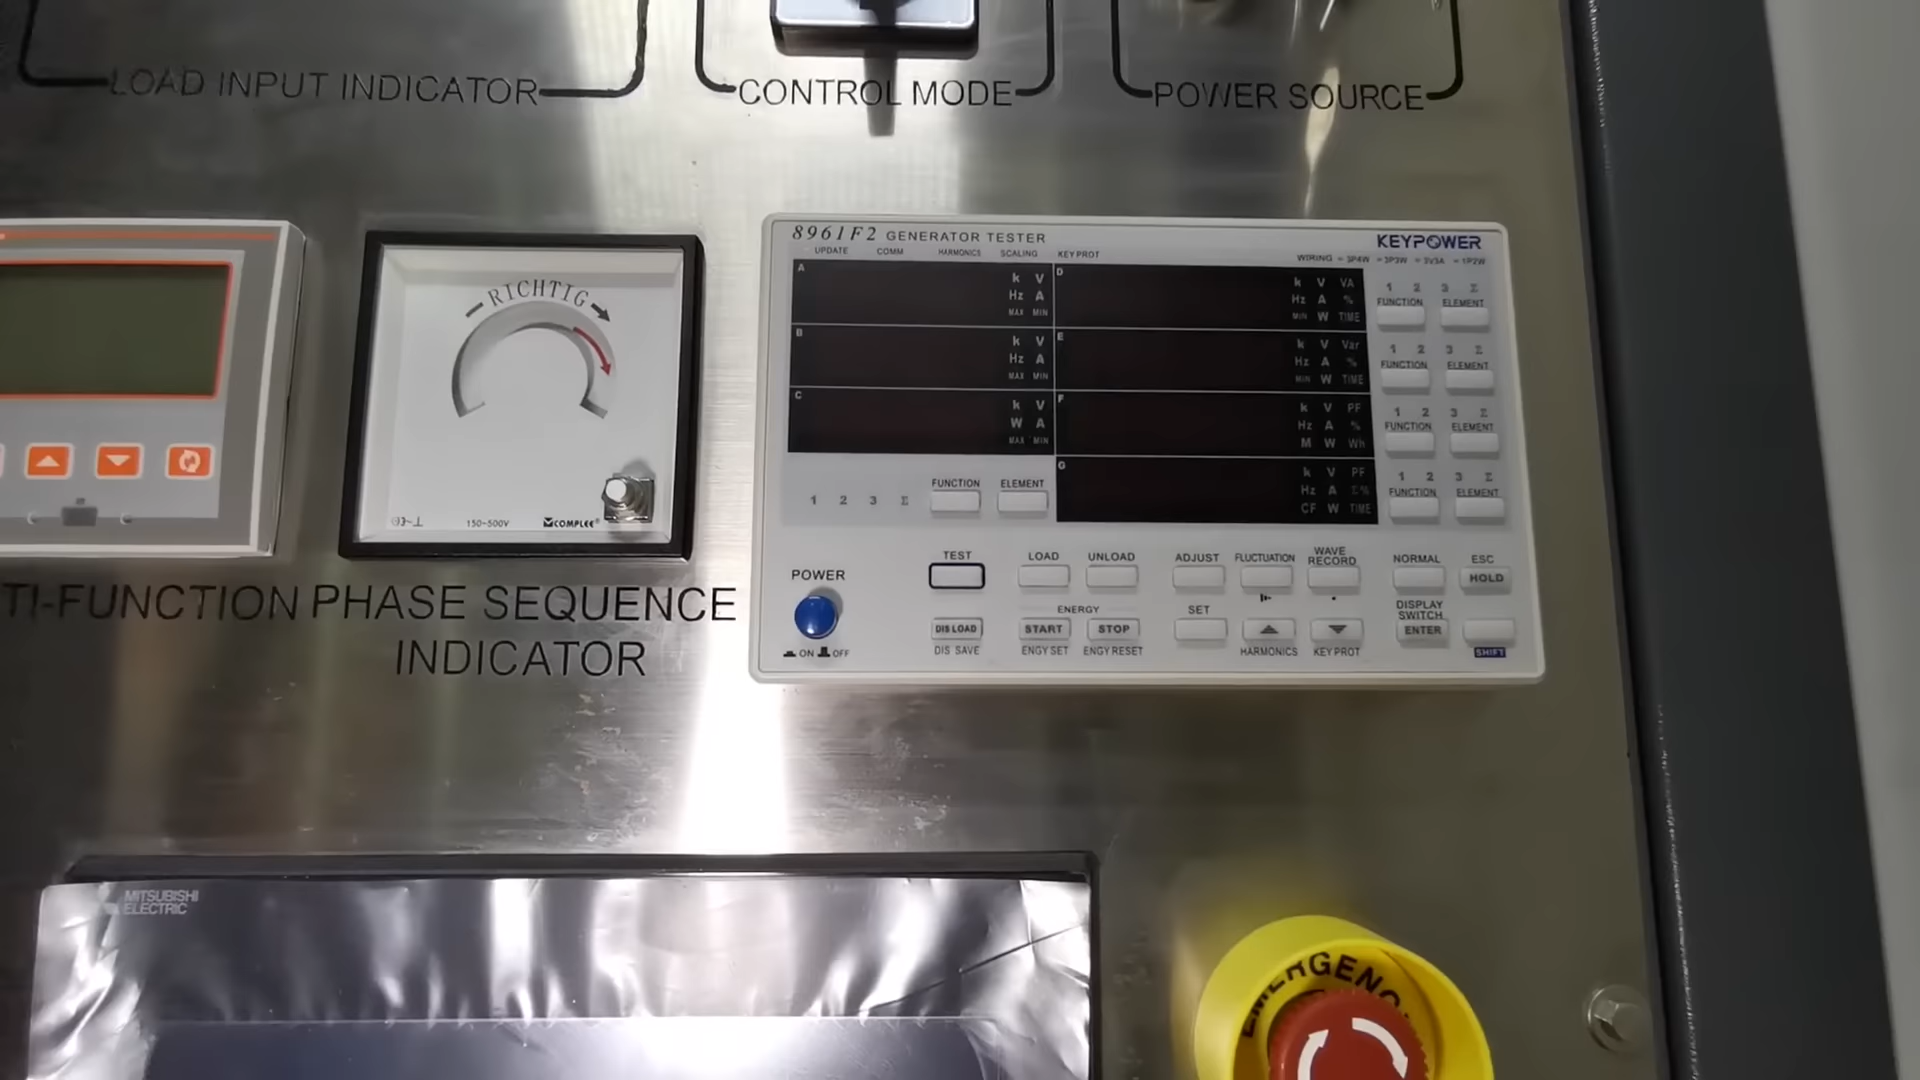 LOAD INPUT INDICATOR
CONTROL MODE
POWER SOURCE
RICHTIG
150~500V
COMPLEE®
TI-FUNCTION
PHASE SEQUENCE
INDICATOR
8961F2 GENERATOR TESTER
KEYPOWER
UPDATE COMM HARMONICS SCALING KEY PROT
WIRING 3P4W 3P3W 3V3A 1P2W
A
k V
Hz A
MAX MIN
B
k V
Hz A
MAX MIN
C
k V
W A
MAX MIN
D
k V VA
Hz A %
MIN W TIME
E
k V Var
Hz A %
MIN W TIME
F
k V PF
Hz A %
M W Wh
G
k V PF
Hz A Σ%
CF W TIME
1 2 3 Σ
FUNCTION ELEMENT
1 2 3 Σ
FUNCTION ELEMENT
1 2 3 Σ
FUNCTION ELEMENT
1 2 3 Σ
FUNCTION ELEMENT
1 2 3 Σ
FUNCTION ELEMENT
POWER
ON OFF
TEST
LOAD
UNLOAD
ADJUST
FLUCTUATION
WAVE
RECORD
NORMAL
ESC
HOLD
DIS LOAD
DIS SAVE
ENERGY
START
STOP
ENGY SET
ENGY RESET
SET
HARMONICS
KEY PROT
DISPLAY
SWITCH
ENTER
SHIFT
MITSUBISHI
ELECTRIC
EMERGENC